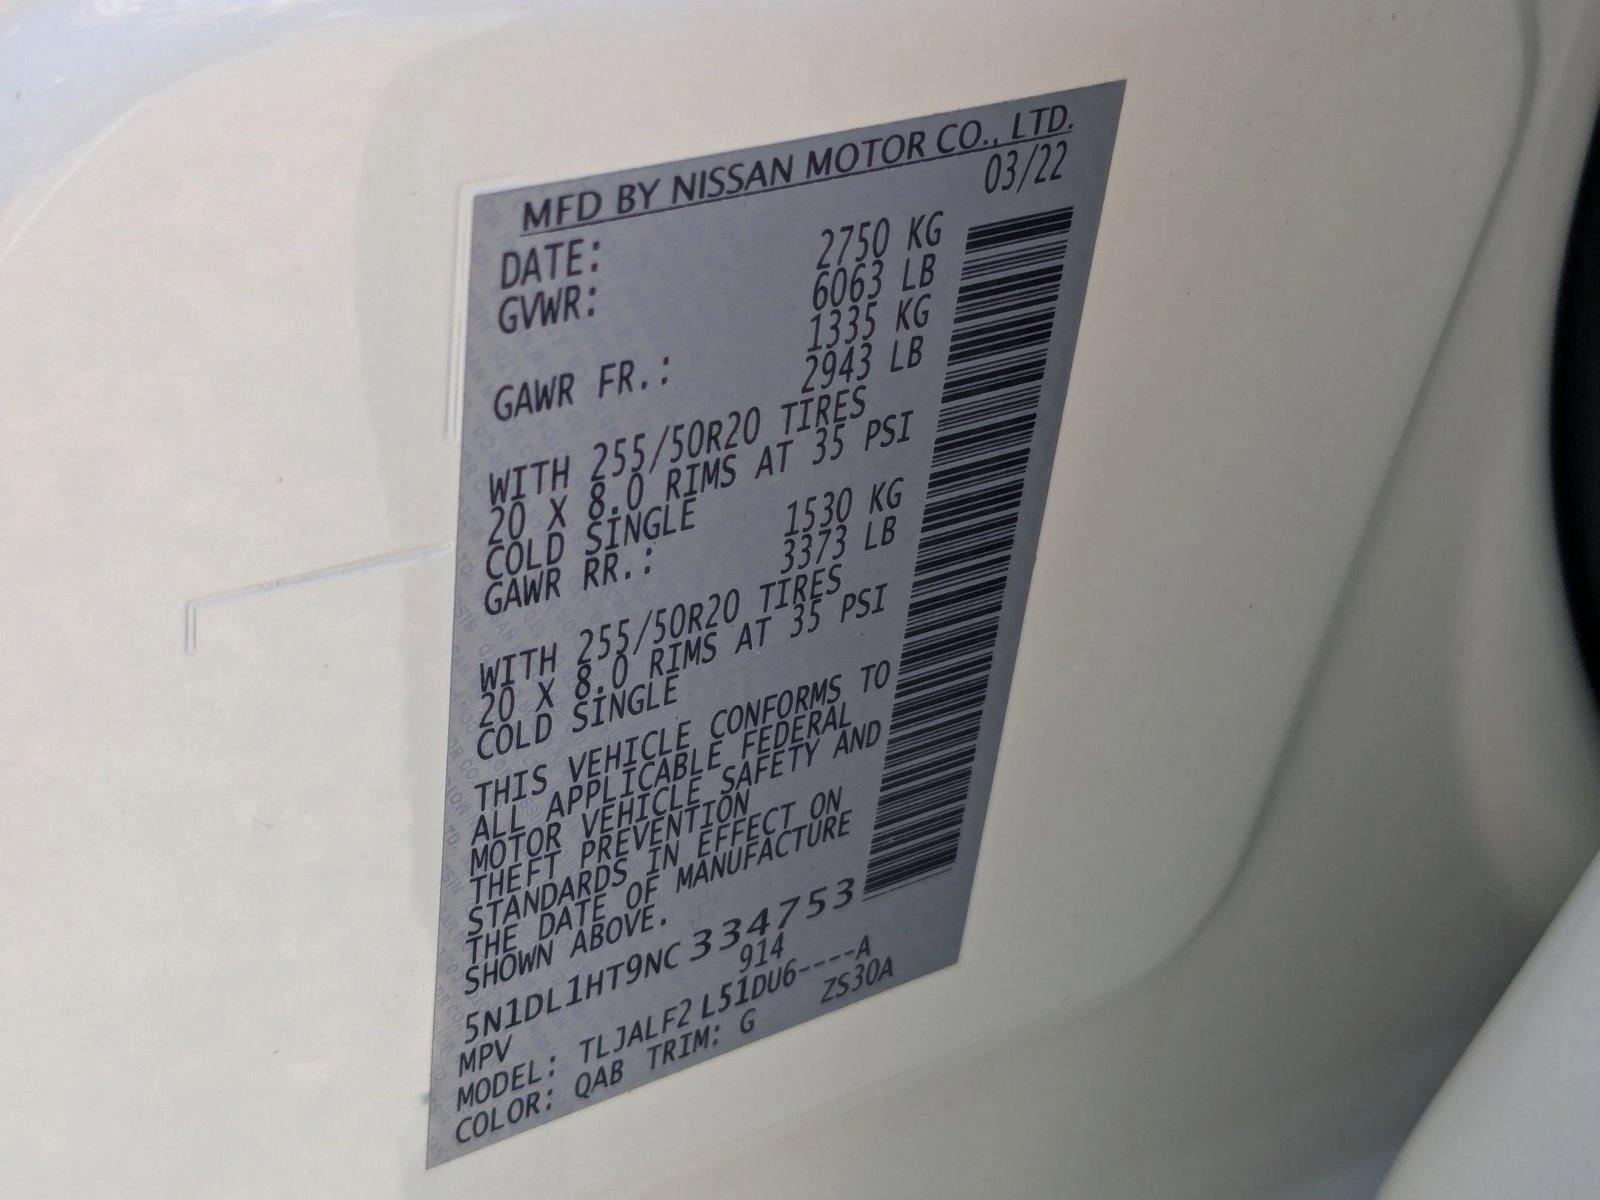 MFD BY NISSAN MOTOR CO., LTD.
DATE: 03/22
GVWR: 2750 KG
6063 LB
GAWR FR.: 1335 KG
2943 LB
WITH 255/50R20 TIRES
20 X 8.0 RIMS AT 35 PSI
COLD SINGLE
GAWR RR.: 1530 KG
3373 LB
WITH 255/50R20 TIRES
20 X 8.0 RIMS AT 35 PSI
COLD SINGLE
THIS VEHICLE CONFORMS TO
ALL APPLICABLE FEDERAL
MOTOR VEHICLE SAFETY AND
THEFT PREVENTION
STANDARDS IN EFFECT ON
THE DATE OF MANUFACTURE
SHOWN ABOVE.
5N1DL1HT9NC 334753
MPV 914
MODEL: TLJALF2 L51DU6----A
COLOR: QAB TRIM: G ZS30A